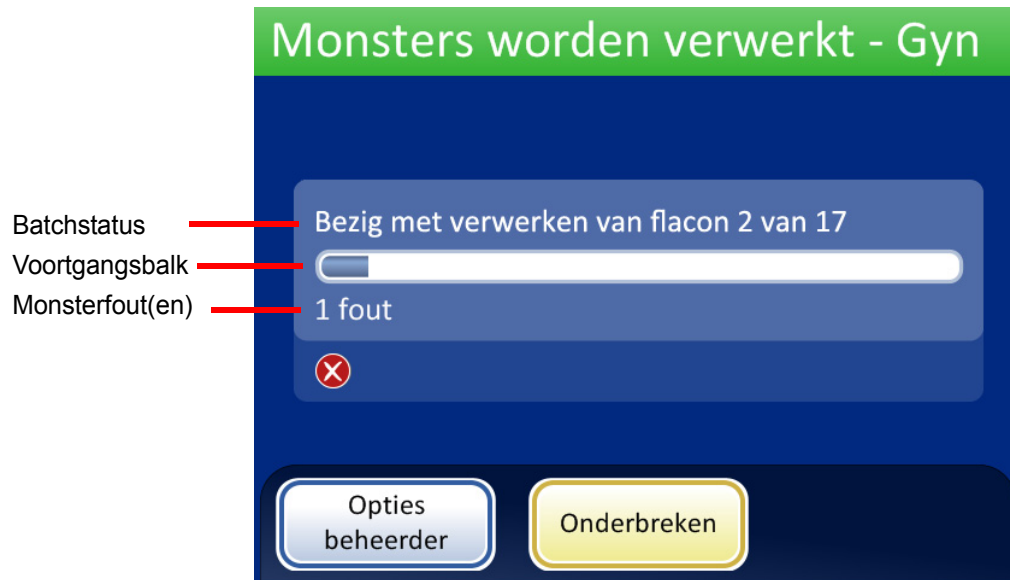 Monsters worden verwerkt - Gyn
Batchstatus
Bezig met verwerken van flacon 2 van 17
Voortgangsbalk
Monsterfout(en)
1 fout
Opties
beheerder
Onderbreken